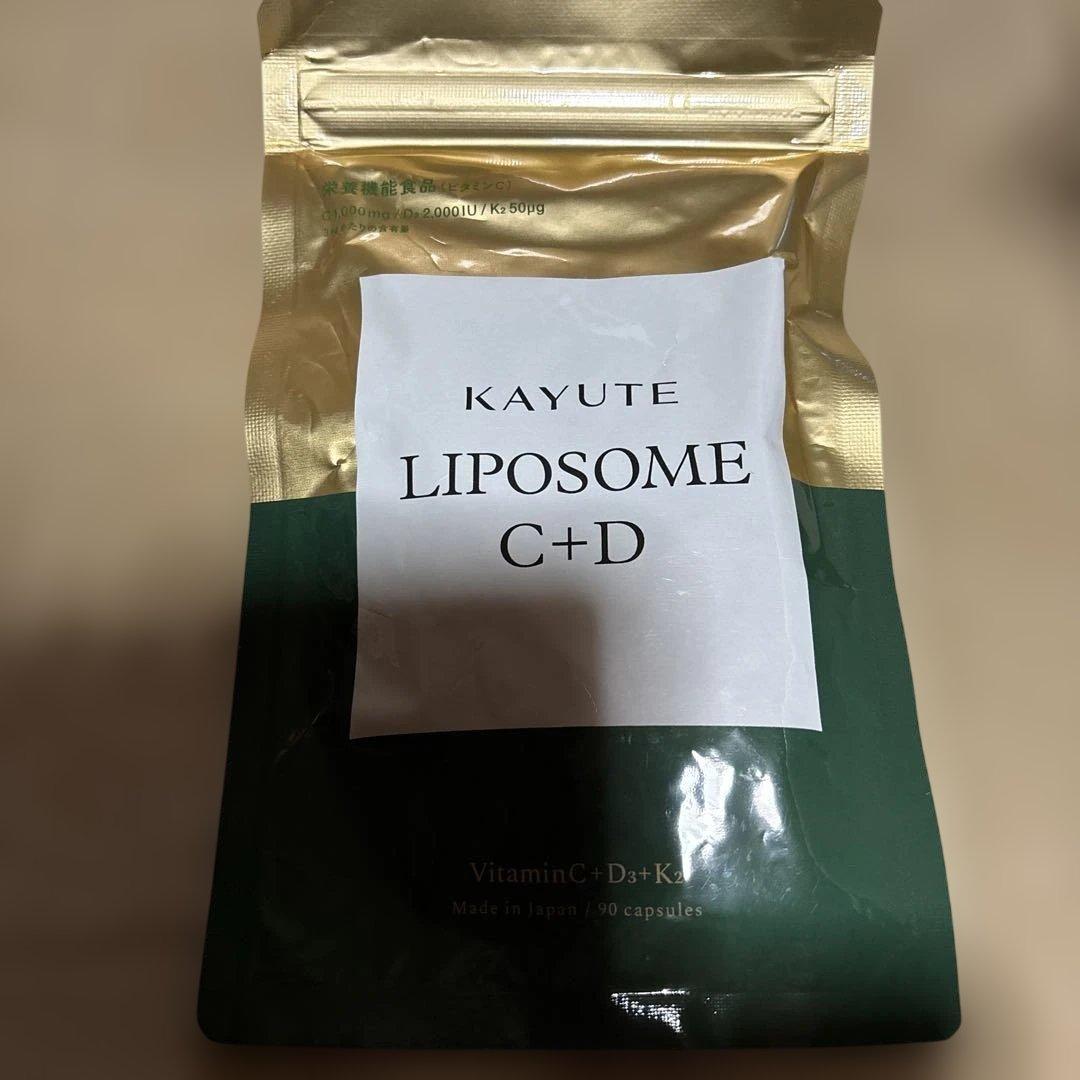 栄養機能食品(ビタミンC)
C 1,000mg / D₃ 2,000IU / K₂ 50μg
KAYUTE
LIPOSOME
C+D
VitaminC+D₃+K₂
Made in Japan / 90 capsules